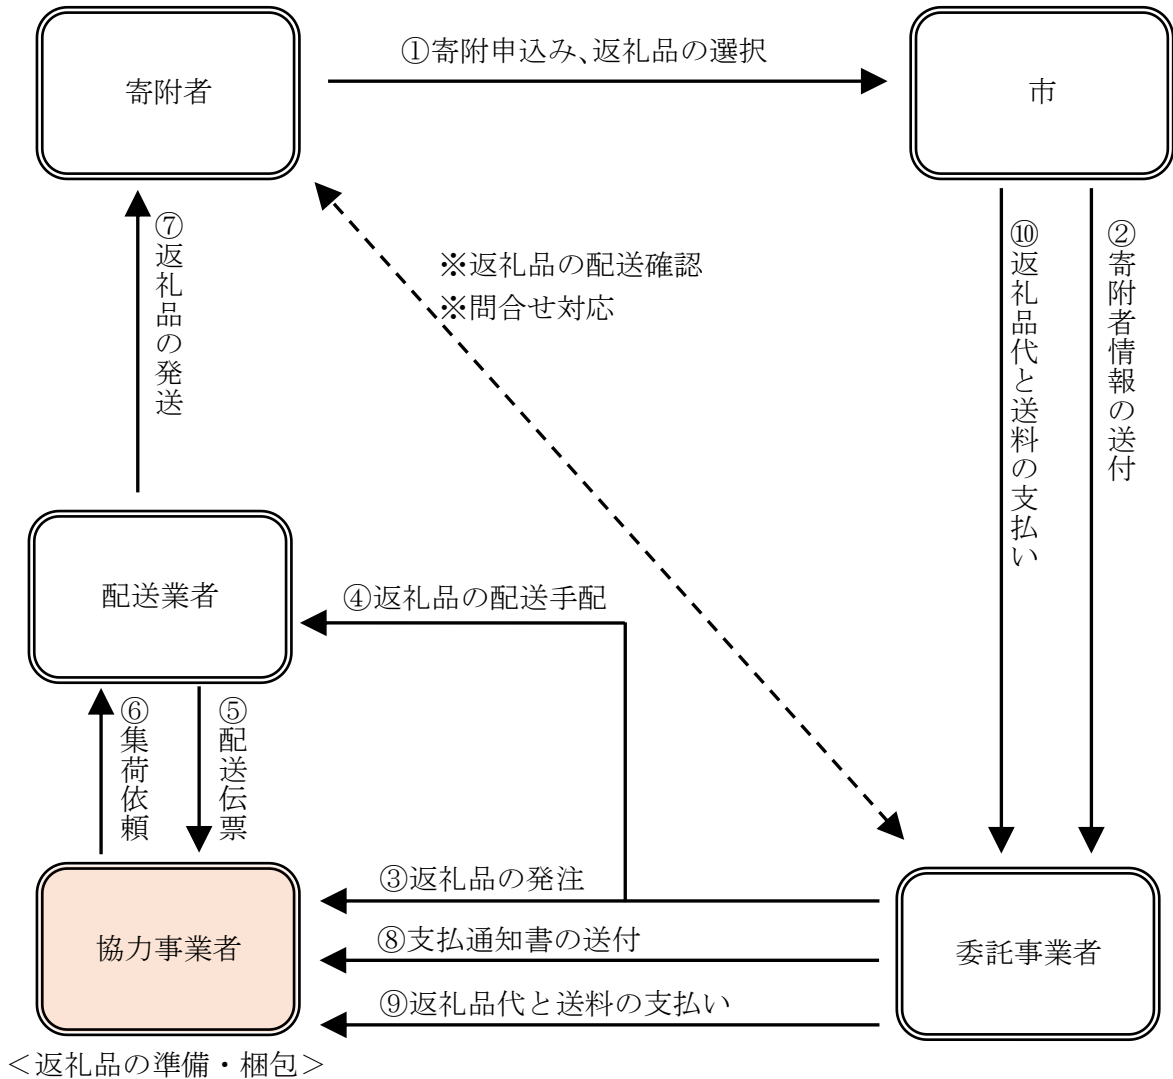 ①寄附申込み、返礼品の選択
寄附者
市
⑦返礼品の発送
※返礼品の配送確認
※問合せ対応
⑩返礼品代と送料の支払い
②寄附者情報の送付
配送業者
④返礼品の配送手配
⑥集荷依頼
⑤配送伝票
③返礼品の発注
協力事業者
⑧支払通知書の送付
委託事業者
⑨返礼品代と送料の支払い
＜返礼品の準備・梱包＞